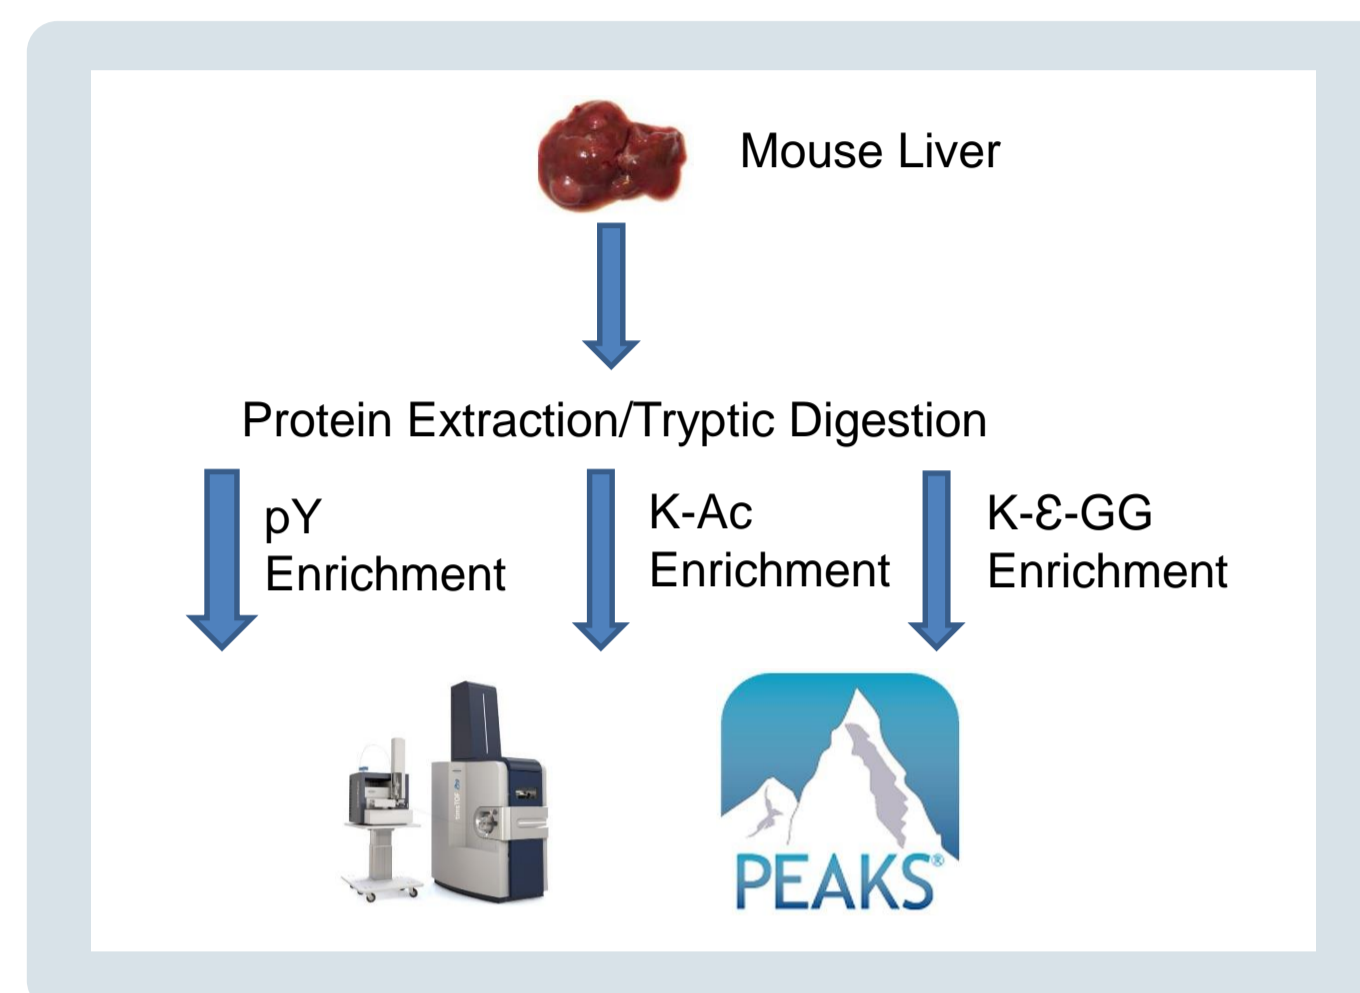 Mouse Liver
Protein Extraction/Tryptic Digestion
pY
Enrichment
K-Ac
Enrichment
K-Ɛ-GG
Enrichment
PEAKS®